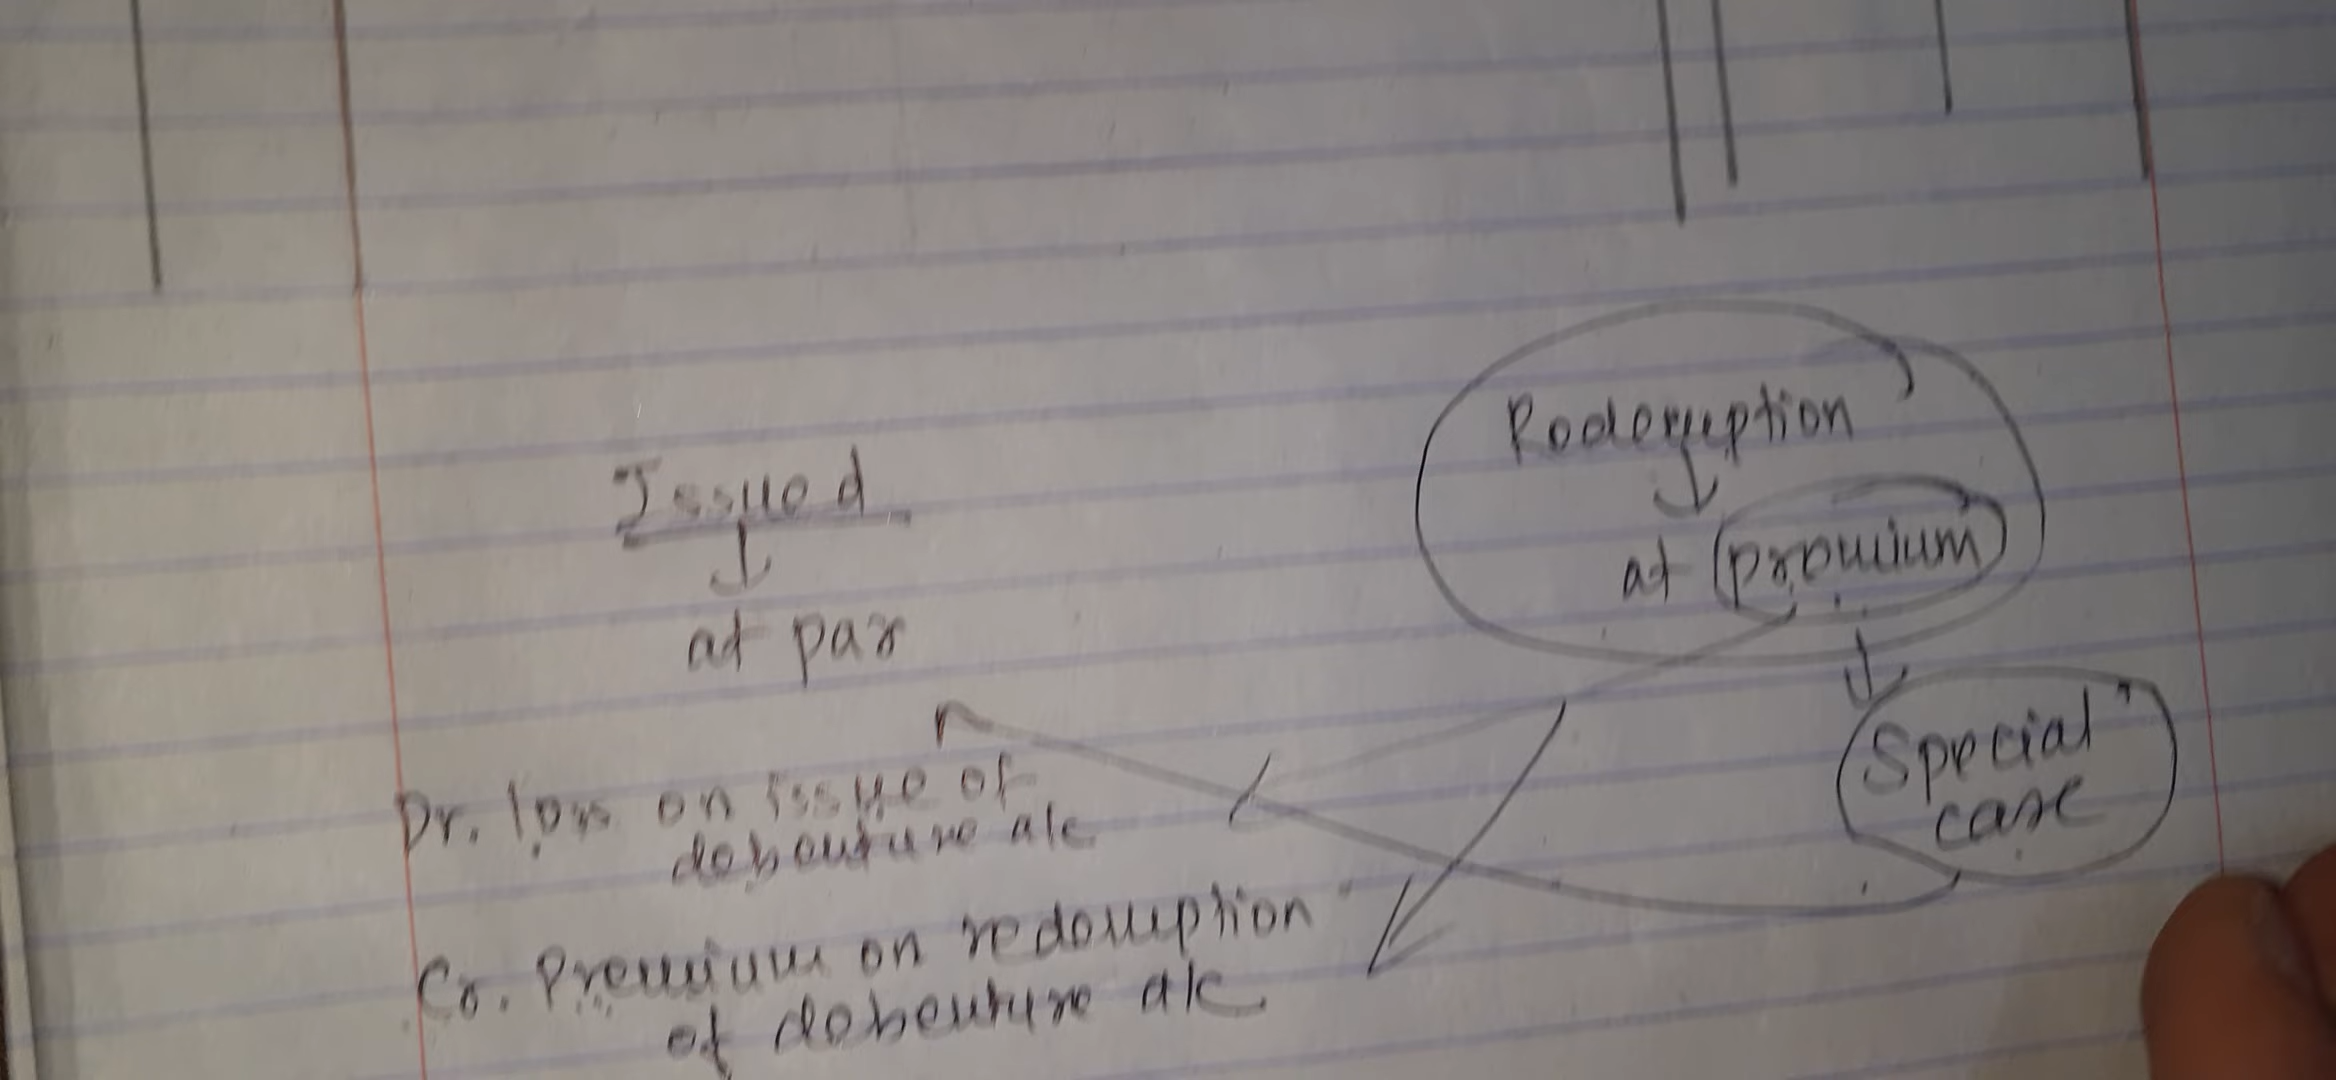 Issued
at par
Redemption
at premium
Special
case
Dr. loss on issue of
debenture a/c
Cr. Premium on redemption
of debenture a/c